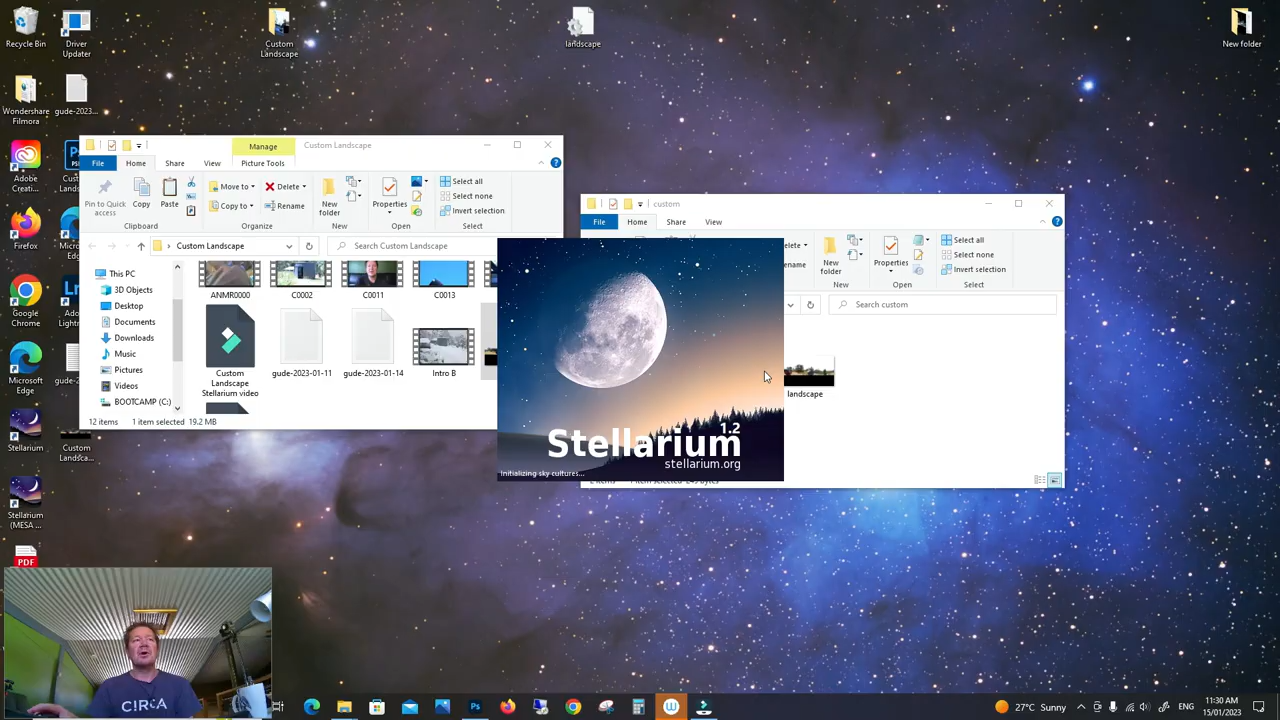 Recycle Bin
Driver
Updater
Custom
Landscape
landscape
New folder
Wondershare
Filmora
gude-2023...
Adobe
Creati...
Firefox
Google
Chrome
Microsoft
Edge
Stellarium
Custom
Landsca...
Stellarium
(MESA ...
PDF
Manage
Custom Landscape
File
Home
Share
View
Picture Tools
Pin to Quick
access
Copy
Paste
Clipboard
Move to
Copy to
Delete
Rename
Organize
New
folder
New
Properties
Open
Select all
Select none
Invert selection
Select
Custom Landscape
Search Custom Landscape
This PC
3D Objects
Desktop
Documents
Downloads
Music
Pictures
Videos
BOOTCAMP (C:)
ANMR0000
C0002
C0011
C0013
Custom
Landscape
Stellarium video
gude-2023-01-11
gude-2023-01-14
Intro B
12 items
1 item selected 19.2 MB
custom
File
Home
Share
View
New
folder
New
Properties
Open
Select all
Select none
Invert selection
Select
Search custom
landscape
Stellarium
1.2
stellarium.org
Initializing sky cultures...
CIRCA
27°C Sunny
ENG
11:30 AM
15/01/2023